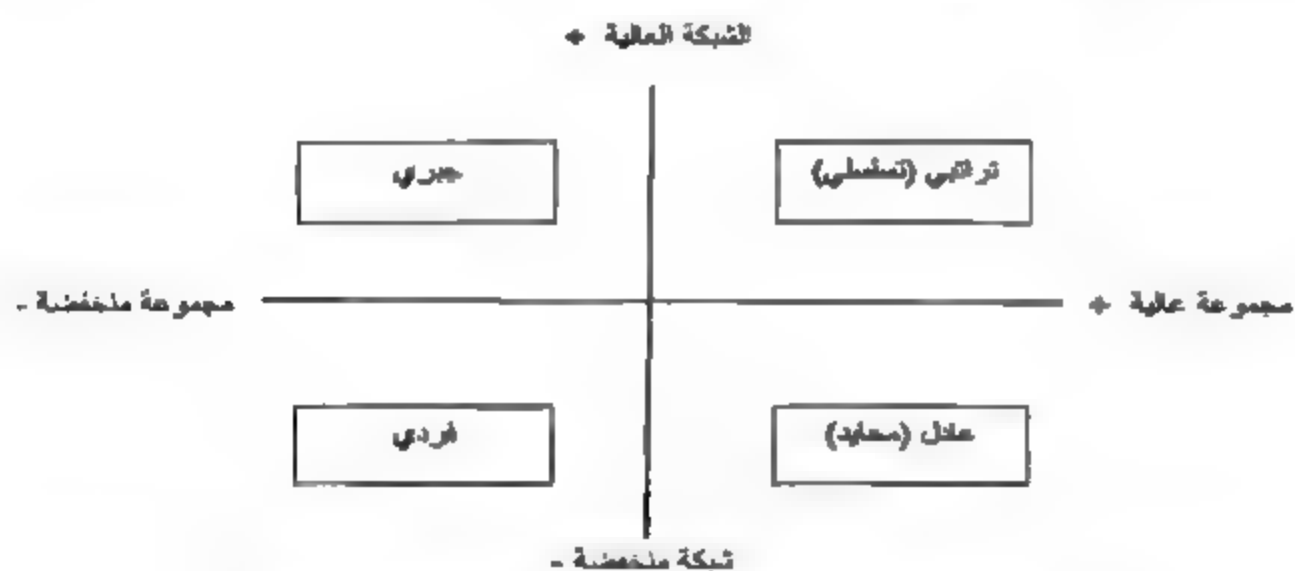 الشبكة العالية +
تراتبي (تسلسلي)
جبري
مجموعة عالية +
مجموعة منخفضة -
عادل (محايد)
فردي
شبكة منخفضة -